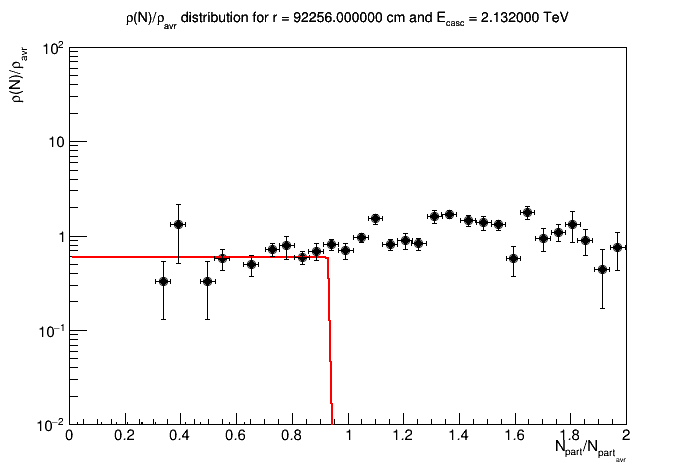 ρ(N)/ρavr distribution for r = 92256.000000 cm and Ecasc = 2.132000 TeV
ρ(N)/ρavr
10²
10
1
10⁻¹
10⁻²
0 0.2 0.4 0.6 0.8 1 1.2 1.4 1.6 1.8 2
Npart/Npartavr